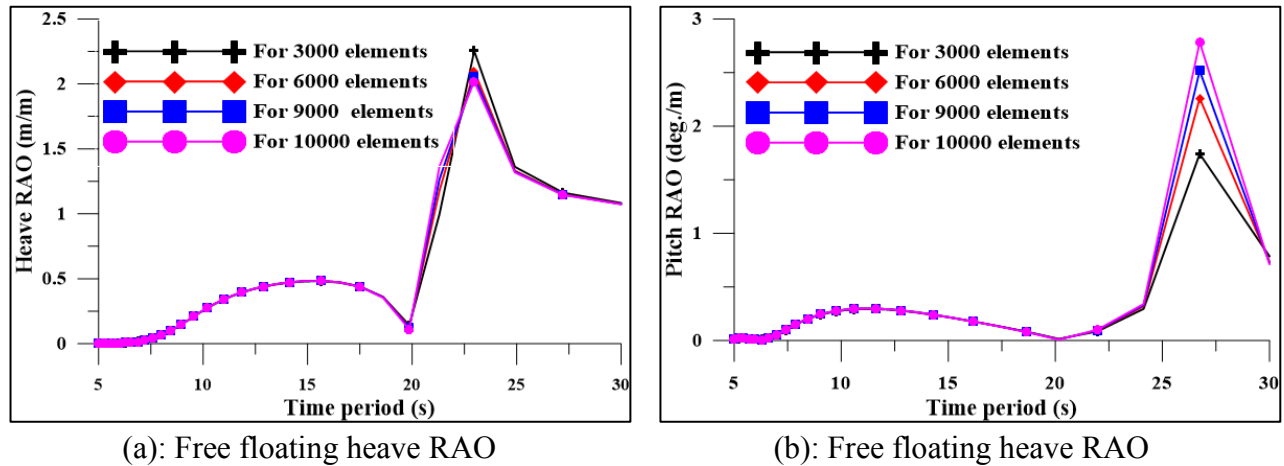 2.5
2
1.5
1
0.5
0
Heave RAO (m/m)
For 3000 elements
For 6000 elements
For 9000 elements
For 10000 elements
5 10 15 20 25 30
Time period (s)
(a): Free floating heave RAO
3
2
1
0
Pitch RAO (deg./m)
For 3000 elements
For 6000 elements
For 9000 elements
For 10000 elements
5 10 15 20 25 30
Time period (s)
(b): Free floating heave RAO